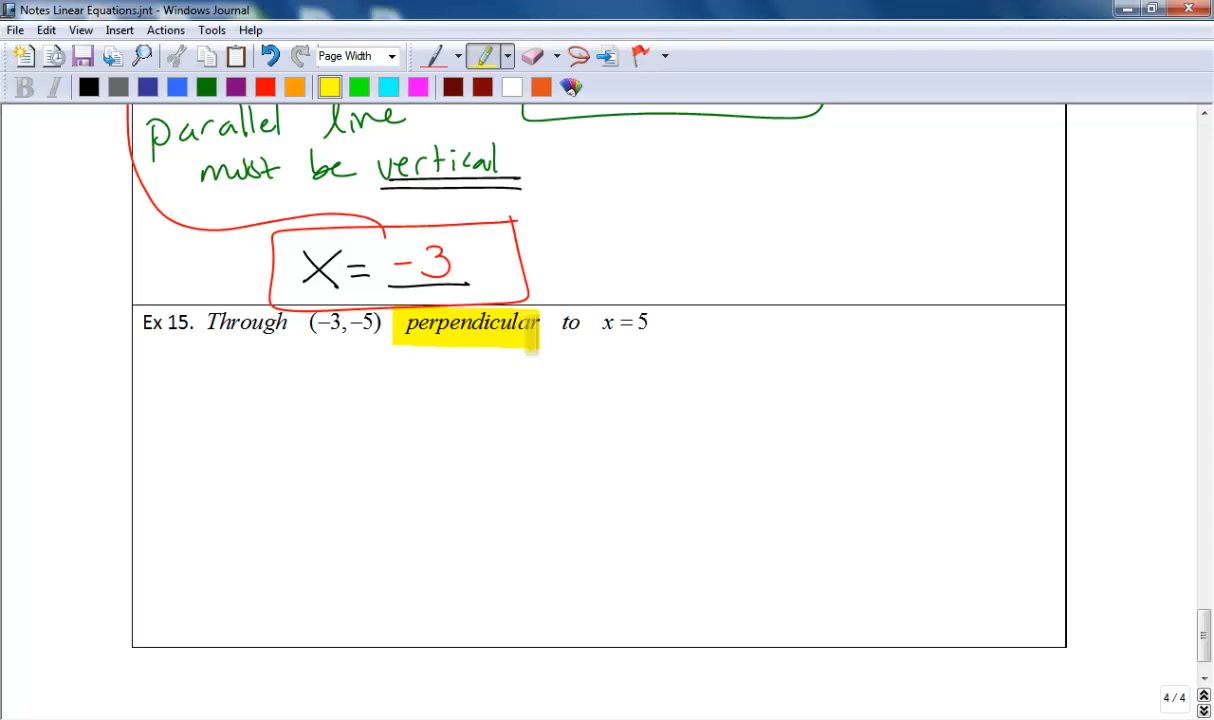 Notes Linear Equations.jnt - Windows Journal
File Edit View Insert Actions Tools Help
Page Width
B I
parallel line
must be vertical
X = -3
Ex 15. Through (−3,−5) perpendicular to x = 5
4 / 4